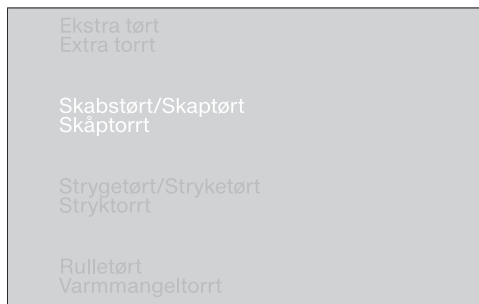 Ekstra tørt
Extra torrt
Skabstørt/Skaptørt
Skåptorrt
Strygetørt/Stryketørt
Stryktorrt
Rulletørt
Varmmangeltorrt